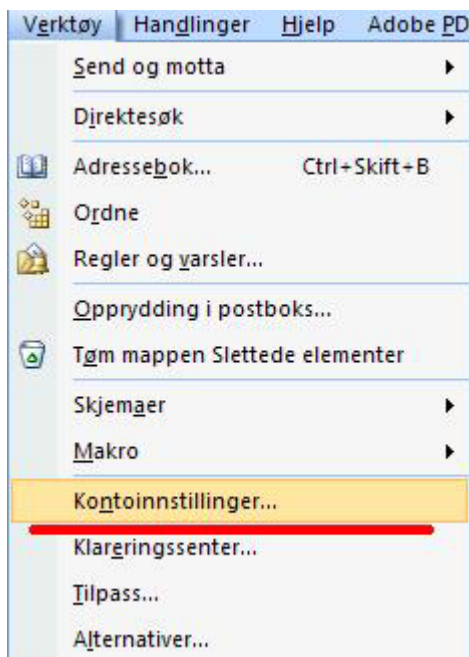 Verktøy Handlinger Hjelp Adobe PD
Send og motta
Direktesøk
Adressebok... Ctrl+Skift+B
Ordne
Regler og varsler...
Opprydding i postboks...
Tøm mappen Slettede elementer
Skjemaer
Makro
Kontoinnstillinger...
Klareringssenter...
Tilpass...
Alternativer...